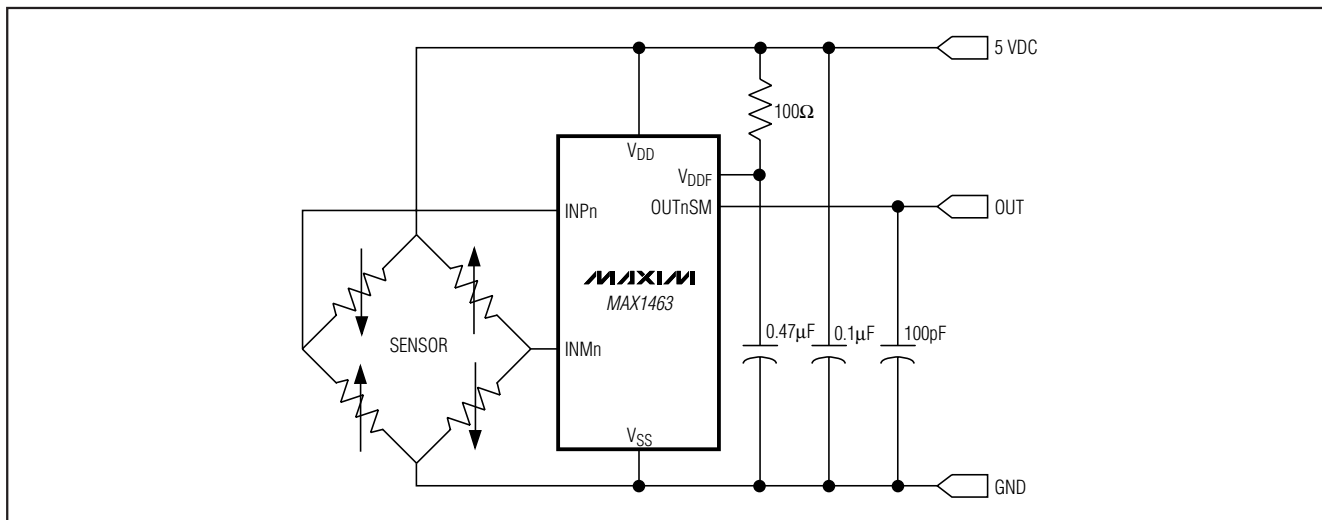 5 VDC
100Ω
VDD
VDDF
OUTnSM
OUT
INPn
MAXIM
MAX1463
SENSOR
INMn
0.47μF
0.1μF
100pF
VSS
GND